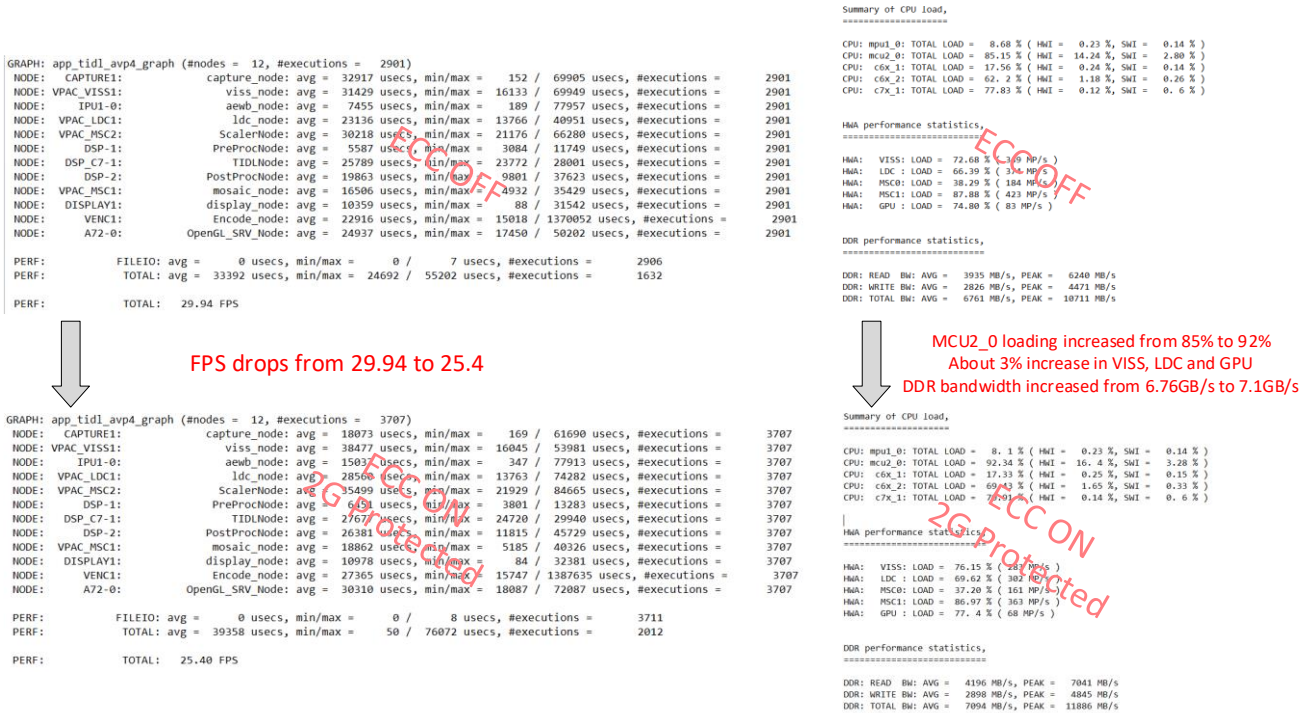 GRAPH: app_tidl_avp4_graph (#nodes = 12, #executions = 2901)
NODE: CAPTURE1: capture_node: avg = 32917 usecs, min/max = 152 / 69905 usecs, #executions = 2901
NODE: VPAC_VISS1: viss_node: avg = 31429 usecs, min/max = 16133 / 69949 usecs, #executions = 2901
NODE: IPU1-0: aewb_node: avg = 7455 usecs, min/max = 189 / 77957 usecs, #executions = 2901
NODE: VPAC_LDC1: ldc_node: avg = 23136 usecs, min/max = 13766 / 40951 usecs, #executions = 2901
NODE: VPAC_MSC2: ScalerNode: avg = 30218 usecs, min/max = 21176 / 66280 usecs, #executions = 2901
NODE: DSP-1: PreProcNode: avg = 5587 usecs, min/max = 3084 / 11749 usecs, #executions = 2901
NODE: DSP_C7-1: TIDLNode: avg = 25789 usecs, min/max = 23772 / 28001 usecs, #executions = 2901
NODE: DSP-2: PostProcNode: avg = 19863 usecs, min/max = 9801 / 37623 usecs, #executions = 2901
NODE: VPAC_MSC1: mosaic_node: avg = 16506 usecs, min/max = 4932 / 35429 usecs, #executions = 2901
NODE: DISPLAY1: display_node: avg = 10359 usecs, min/max = 88 / 31542 usecs, #executions = 2901
NODE: VENC1: Encode_node: avg = 22916 usecs, min/max = 15018 / 1370052 usecs, #executions = 2901
NODE: A72-0: OpenGL_SRV_Node: avg = 24937 usecs, min/max = 17450 / 50202 usecs, #executions = 2901
ECC OFF
PERF: FILEIO: avg = 0 usecs, min/max = 0 / 7 usecs, #executions = 2906
PERF: TOTAL: avg = 33392 usecs, min/max = 24692 / 55202 usecs, #executions = 1632
PERF: TOTAL: 29.94 FPS
Summary of CPU load,
====================
CPU: mpu1_0: TOTAL LOAD = 8.68 % ( HWI = 0.23 %, SWI = 0.14 % )
CPU: mcu2_0: TOTAL LOAD = 85.15 % ( HWI = 14.24 %, SWI = 2.80 % )
CPU: c6x_1: TOTAL LOAD = 17.56 % ( HWI = 0.24 %, SWI = 0.14 % )
CPU: c6x_2: TOTAL LOAD = 62. 2 % ( HWI = 1.18 %, SWI = 0.26 % )
CPU: c7x_1: TOTAL LOAD = 77.83 % ( HWI = 0.12 %, SWI = 0. 6 % )
HWA performance statistics,
===========================
HWA: VISS: LOAD = 72.68 % ( MP/s )
HWA: LDC : LOAD = 66.39 % ( MP/s )
HWA: MSC0: LOAD = 38.29 % ( 184 MP/s )
HWA: MSC1: LOAD = 87.88 % ( 423 MP/s )
HWA: GPU : LOAD = 74.80 % ( 83 MP/s )
ECC OFF
DDR performance statistics,
===========================
DDR: READ BW: AVG = 3935 MB/s, PEAK = 6240 MB/s
DDR: WRITE BW: AVG = 2826 MB/s, PEAK = 4471 MB/s
DDR: TOTAL BW: AVG = 6761 MB/s, PEAK = 10711 MB/s
FPS drops from 29.94 to 25.4
MCU2_0 loading increased from 85% to 92%
About 3% increase in VISS, LDC and GPU
DDR bandwidth increased from 6.76GB/s to 7.1GB/s
GRAPH: app_tidl_avp4_graph (#nodes = 12, #executions = 3707)
NODE: CAPTURE1: capture_node: avg = 18073 usecs, min/max = 169 / 61690 usecs, #executions = 3707
NODE: VPAC_VISS1: viss_node: avg = 38477 usecs, min/max = 16045 / 53981 usecs, #executions = 3707
NODE: IPU1-0: aewb_node: avg = 15037 usecs, min/max = 347 / 77913 usecs, #executions = 3707
NODE: VPAC_LDC1: ldc_node: avg = 28560 usecs, min/max = 13763 / 74282 usecs, #executions = 3707
NODE: VPAC_MSC2: ScalerNode: avg = 35499 usecs, min/max = 21929 / 84665 usecs, #executions = 3707
NODE: DSP-1: PreProcNode: avg = 6451 usecs, min/max = 3801 / 13283 usecs, #executions = 3707
NODE: DSP_C7-1: TIDLNode: avg = 27677 usecs, min/max = 24720 / 29940 usecs, #executions = 3707
NODE: DSP-2: PostProcNode: avg = 26381 usecs, min/max = 11815 / 45729 usecs, #executions = 3707
NODE: VPAC_MSC1: mosaic_node: avg = 18862 usecs, min/max = 5185 / 40326 usecs, #executions = 3707
NODE: DISPLAY1: display_node: avg = 10978 usecs, min/max = 84 / 32381 usecs, #executions = 3707
NODE: VENC1: Encode_node: avg = 27365 usecs, min/max = 15747 / 1387635 usecs, #executions = 3707
NODE: A72-0: OpenGL_SRV_Node: avg = 30310 usecs, min/max = 18087 / 72087 usecs, #executions = 3707
ECC ON
2G Protected
PERF: FILEIO: avg = 0 usecs, min/max = 0 / 8 usecs, #executions = 3711
PERF: TOTAL: avg = 39358 usecs, min/max = 50 / 76072 usecs, #executions = 2012
PERF: TOTAL: 25.40 FPS
Summary of CPU load,
====================
CPU: mpu1_0: TOTAL LOAD = 8. 1 % ( HWI = 0.23 %, SWI = 0.14 % )
CPU: mcu2_0: TOTAL LOAD = 92.34 % ( HWI = 16. 4 %, SWI = 3.28 % )
CPU: c6x_1: TOTAL LOAD = 17.33 % ( HWI = 0.25 %, SWI = 0.15 % )
CPU: c6x_2: TOTAL LOAD = 69.43 % ( HWI = 1.65 %, SWI = 0.33 % )
CPU: c7x_1: TOTAL LOAD = % ( HWI = 0.14 %, SWI = 0. 6 % )
HWA performance statistics,
===========================
HWA: VISS: LOAD = 76.15 % ( 283 MP/s )
HWA: LDC : LOAD = 69.62 % ( 302 MP/s )
HWA: MSC0: LOAD = 37.20 % ( 161 MP/s )
HWA: MSC1: LOAD = 86.97 % ( 363 MP/s )
HWA: GPU : LOAD = 77. 4 % ( 68 MP/s )
ECC ON
2G Protected
DDR performance statistics,
===========================
DDR: READ BW: AVG = 4196 MB/s, PEAK = 7041 MB/s
DDR: WRITE BW: AVG = 2898 MB/s, PEAK = 4845 MB/s
DDR: TOTAL BW: AVG = 7094 MB/s, PEAK = 11886 MB/s